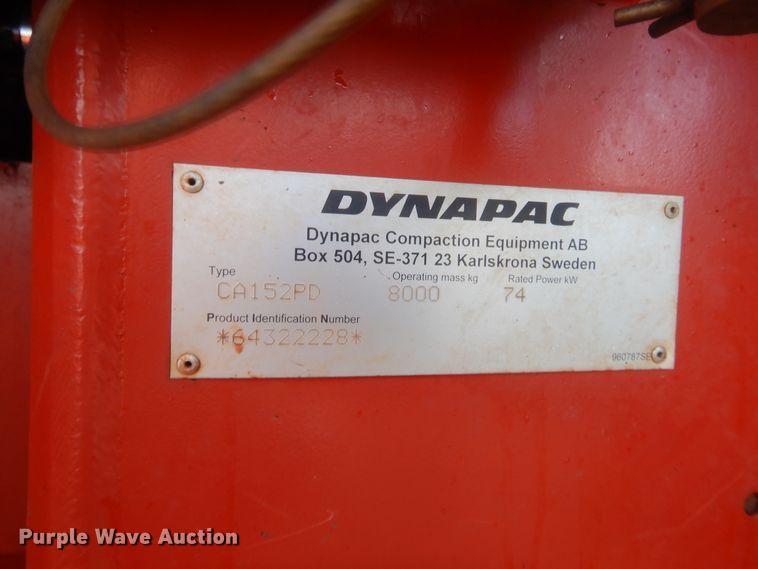 DYNAPAC
Dynapac Compaction Equipment AB
Box 504, SE-371 23 Karlskrona Sweden
Type Operating mass kg Rated Power kW
CA152PD 8000 74
Product Identification Number
*64322228*
960787SE
Purple Wave Auction